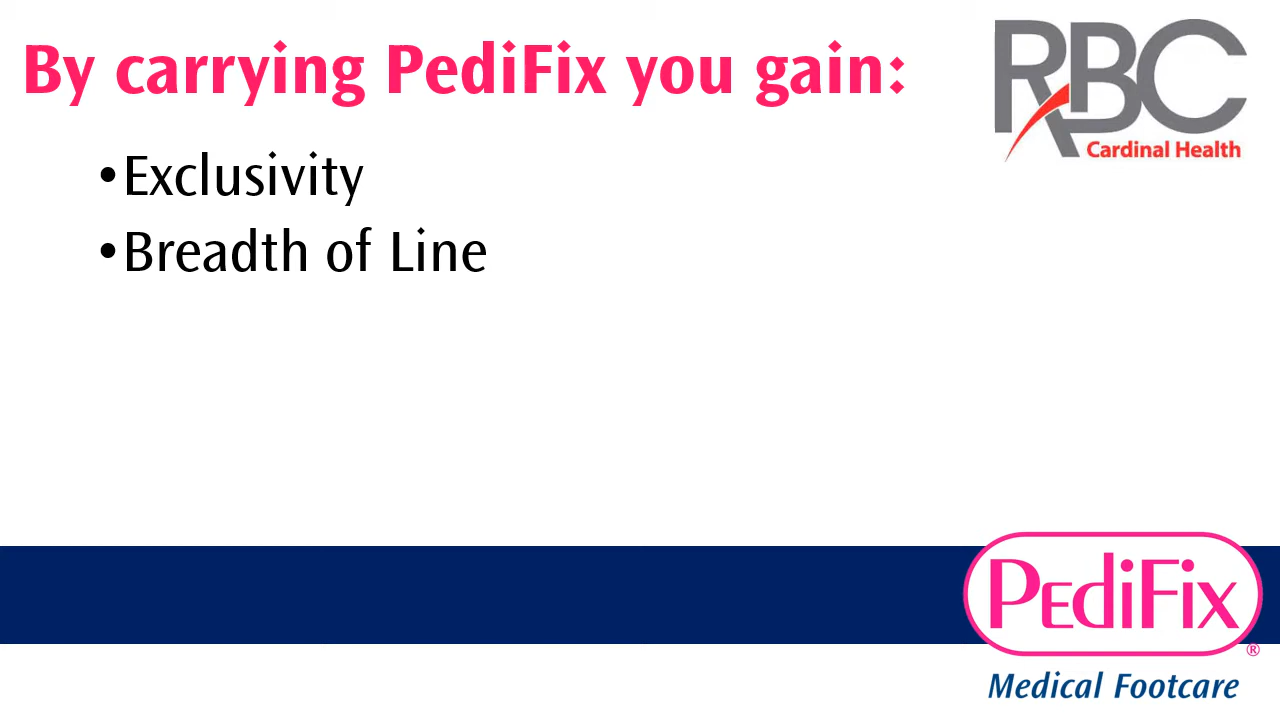 By carrying PediFix you gain:
RBC
Cardinal Health
•Exclusivity
•Breadth of Line
PediFix
®
Medical Footcare